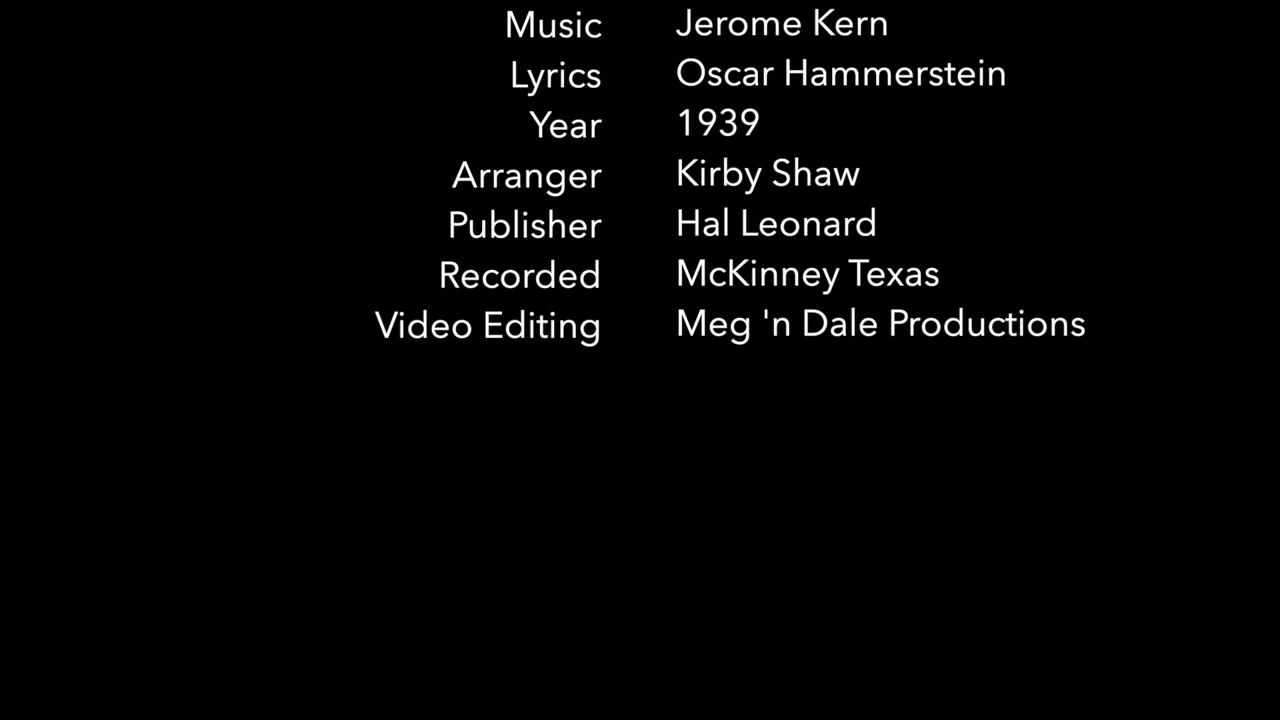 Music Jerome Kern
Lyrics Oscar Hammerstein
Year 1939
Arranger Kirby Shaw
Publisher Hal Leonard
Recorded McKinney Texas
Video Editing Meg 'n Dale Productions